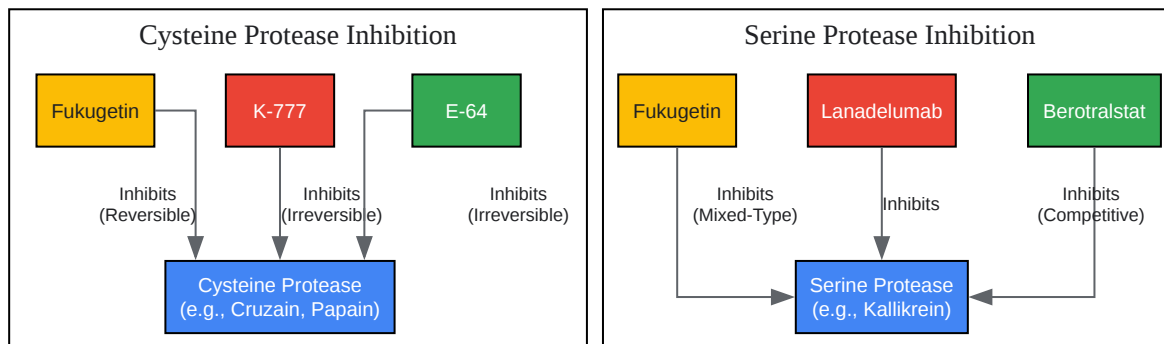 Cysteine Protease Inhibition
Fukugetin
K-777
E-64
Inhibits
(Reversible)
Inhibits
(Irreversible)
Inhibits
(Irreversible)
Cysteine Protease
(e.g., Cruzain, Papain)
Serine Protease Inhibition
Fukugetin
Lanadelumab
Berotralstat
Inhibits
(Mixed-Type)
Inhibits
Inhibits
(Competitive)
Serine Protease
(e.g., Kallikrein)